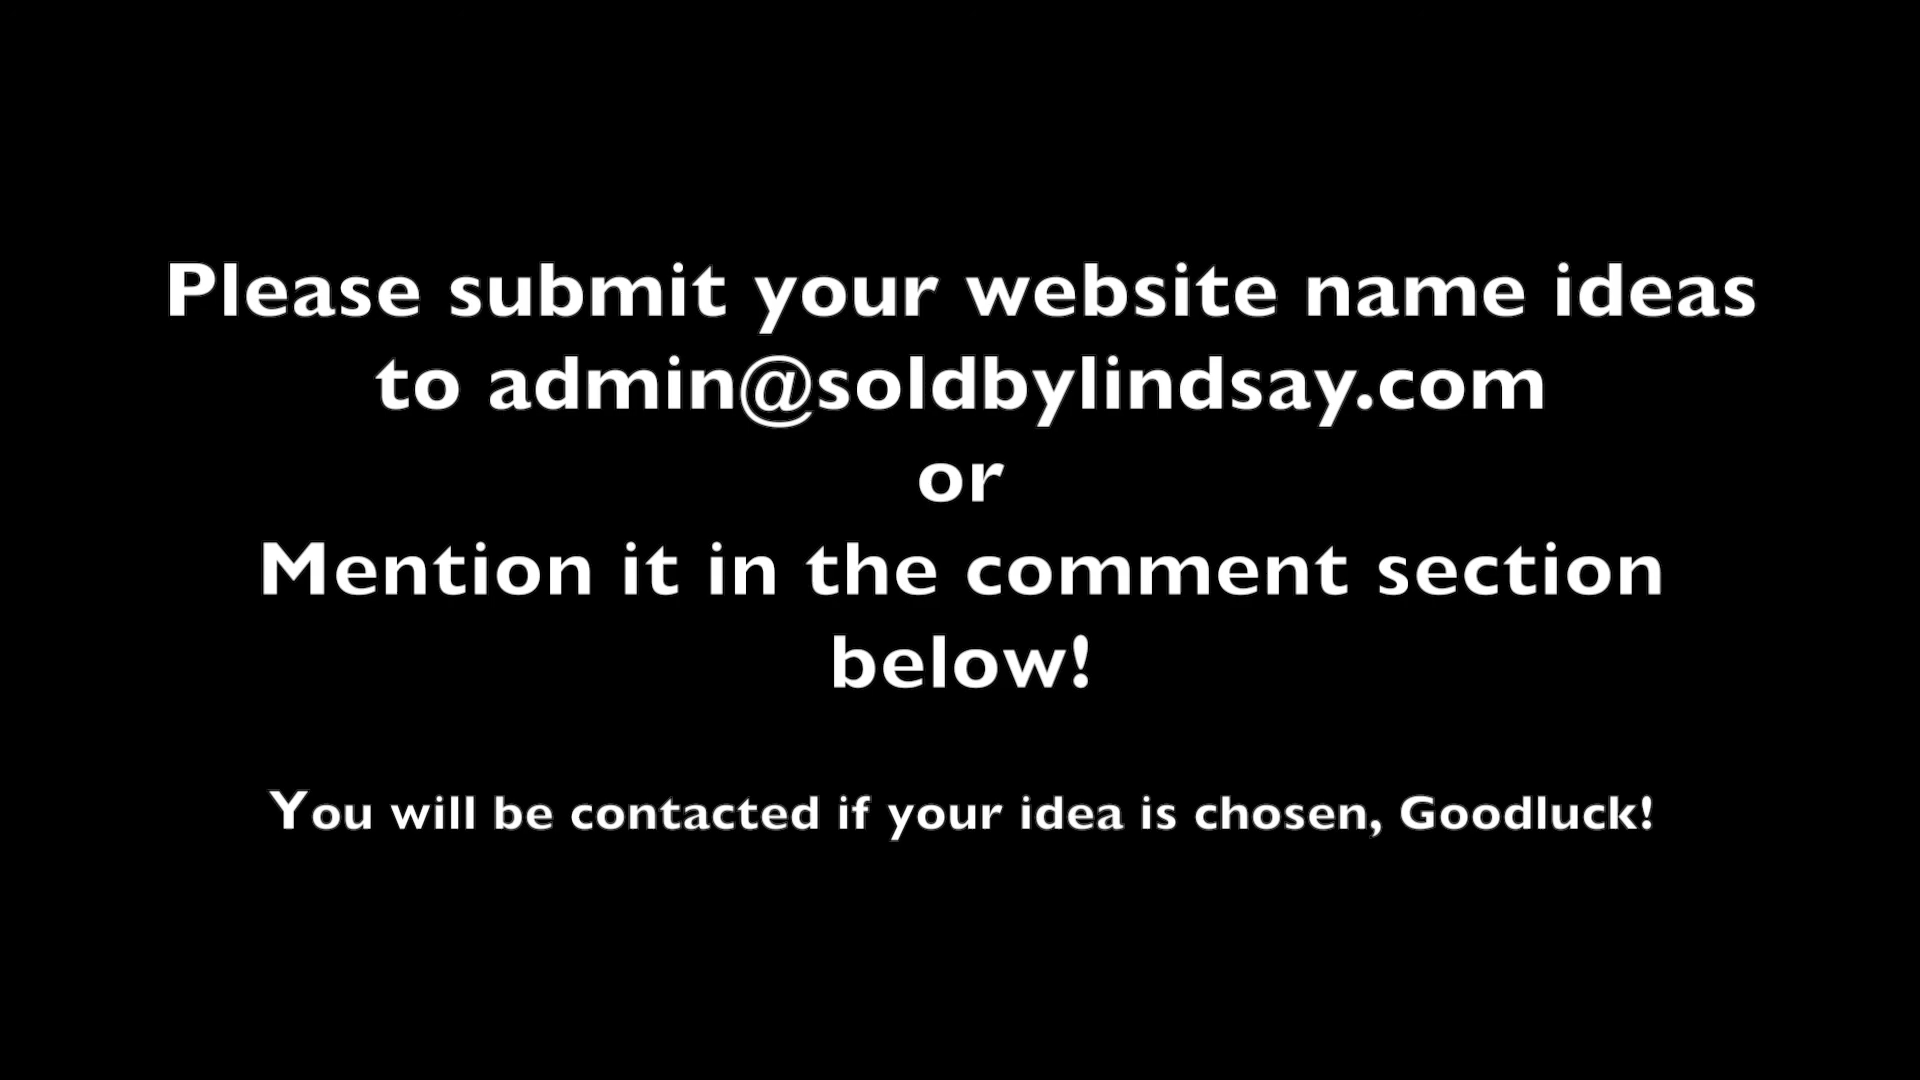 Please submit your website name ideas
to admin@soldbylindsay.com
or
Mention it in the comment section
below!
You will be contacted if your idea is chosen, Goodluck!